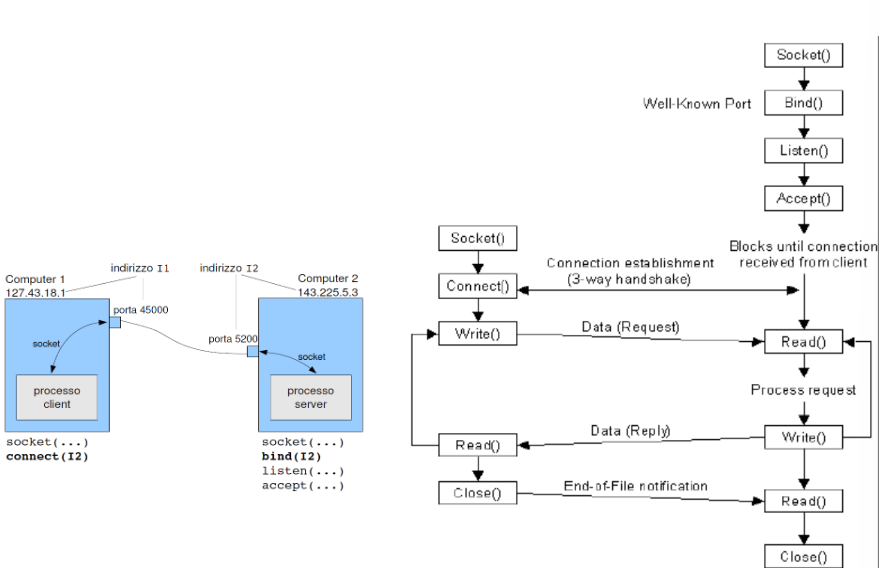 indirizzo I1
indirizzo I2
Computer 1
127.43.18.1
Computer 2
143.225.5.3
porta 45000
porta 5200
socket
socket
processo
client
processo
server
socket(...)
connect(I2)
socket(...)
bind(I2)
listen(...)
accept(...)
Socket()
Well-Known Port
Bind()
Listen()
Accept()
Blocks until connection
received from client
Socket()
Connection establishment
(3-way handshake)
Connect()
Write()
Data (Request)
Read()
Process request
Data (Reply)
Write()
Read()
Close()
End-of-File notification
Read()
Close()